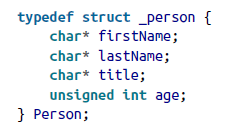 typedef struct _person {
    char* firstName;
    char* lastName;
    char* title;
    unsigned int age;
} Person;